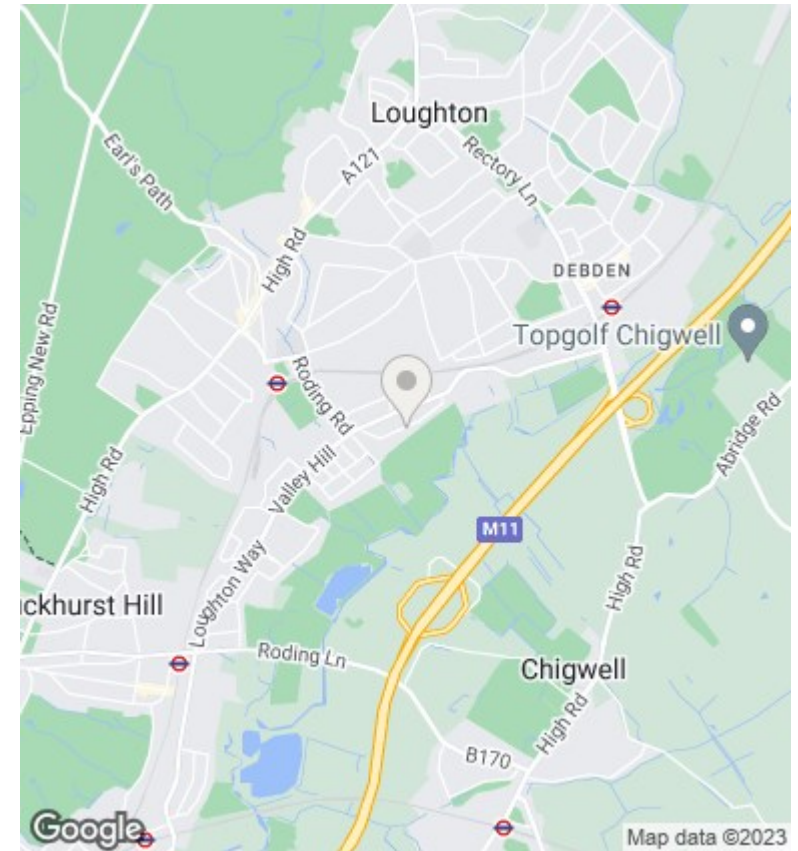 Loughton
Earl's Path
A121
Rectory Ln
High Rd
DEBDEN
Topgolf Chigwell
Epping New Rd
Roding Rd
Abridge Rd
High Rd
Valley Hill
M11
Loughton Way
High Rd
ickhurst Hill
Roding Ln
Chigwell
High Rd
B170
Google
Map data ©2023